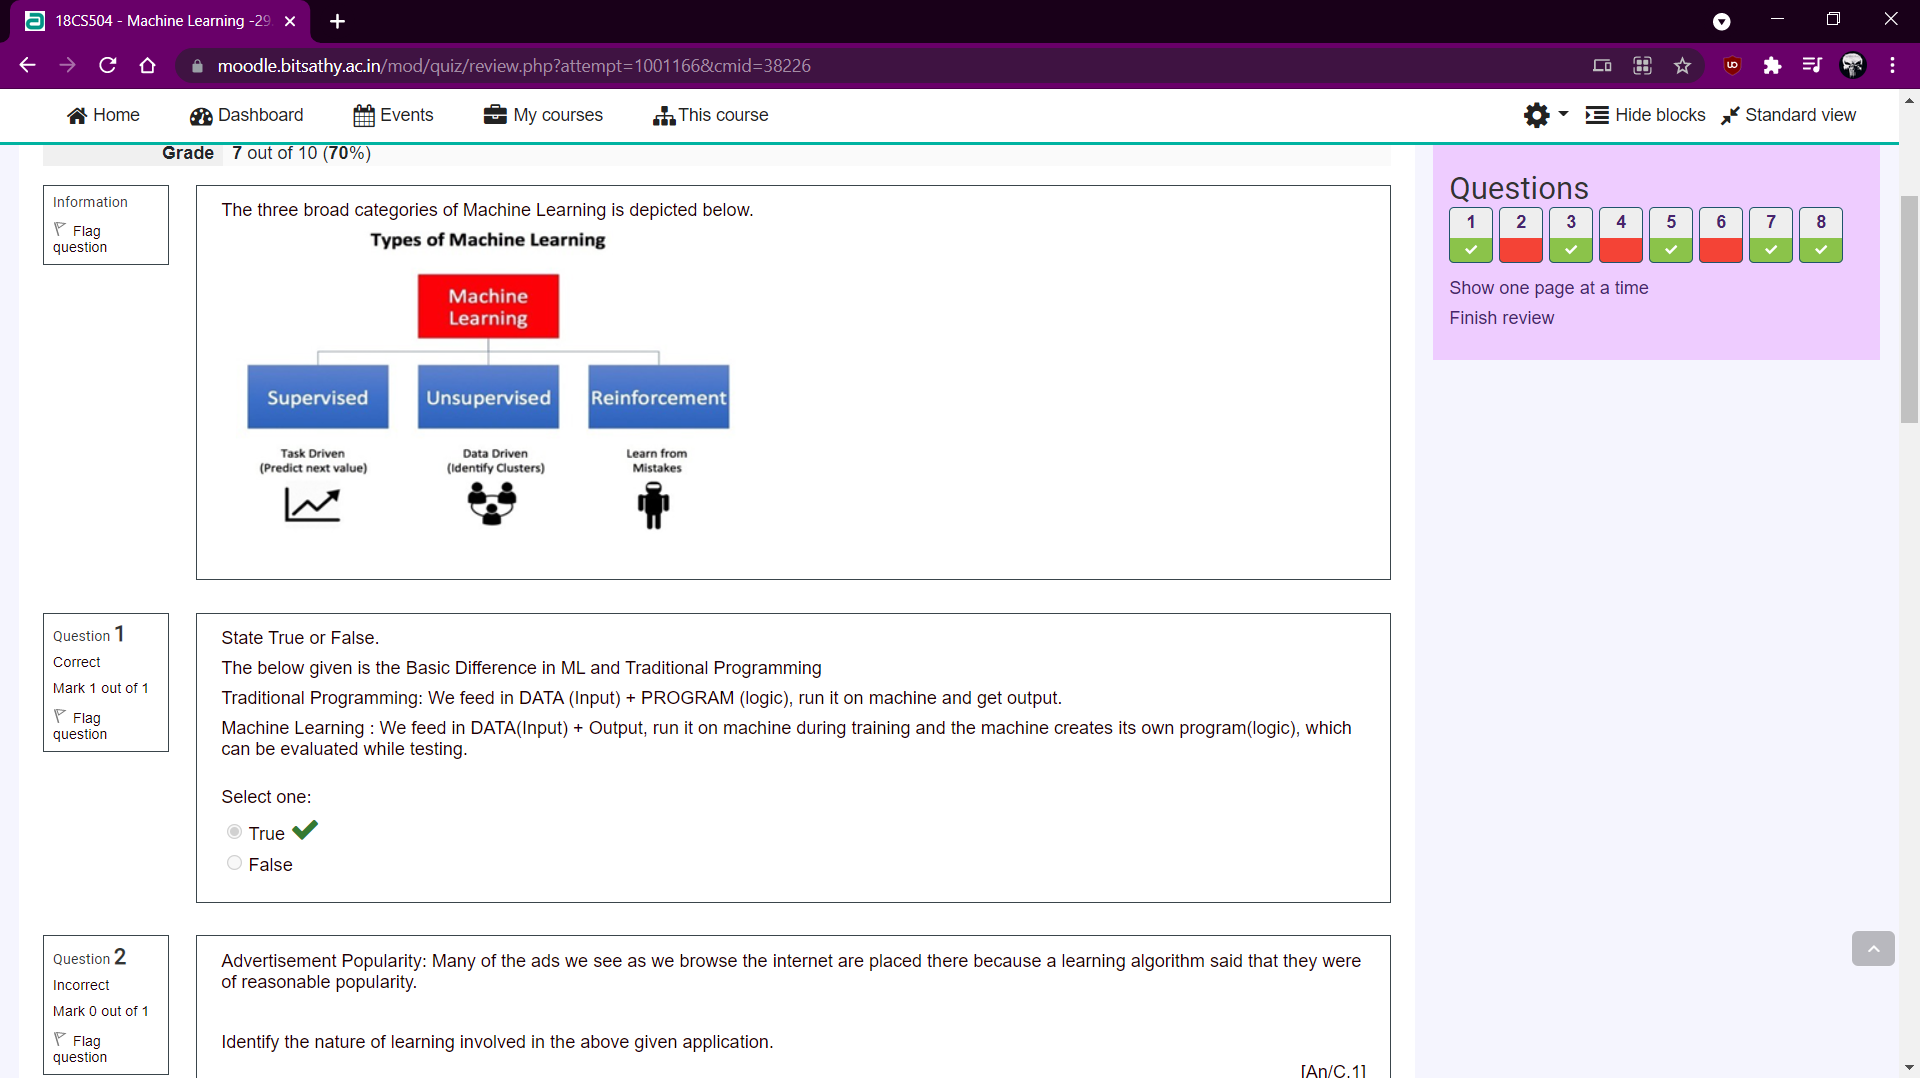 18CS504 - Machine Learning -29
moodle.bitsathy.ac.in/mod/quiz/review.php?attempt=1001166&cmid=38226
Home
Dashboard
Events
My courses
This course
Hide blocks
Standard view
Grade 7 out of 10 (70%)
Information
Flag question
The three broad categories of Machine Learning is depicted below.
Types of Machine Learning
Machine
Learning
Supervised
Unsupervised
Reinforcement
Task Driven
(Predict next value)
Data Driven
(Identify Clusters)
Learn from
Mistakes
Questions
1 2 3 4 5 6 7 8
Show one page at a time
Finish review
Question 1
Correct
Mark 1 out of 1
Flag question
State True or False.
The below given is the Basic Difference in ML and Traditional Programming
Traditional Programming: We feed in DATA (Input) + PROGRAM (logic), run it on machine and get output.
Machine Learning : We feed in DATA(Input) + Output, run it on machine during training and the machine creates its own program(logic), which
can be evaluated while testing.
Select one:
True
False
Question 2
Incorrect
Mark 0 out of 1
Flag question
Advertisement Popularity: Many of the ads we see as we browse the internet are placed there because a learning algorithm said that they were
of reasonable popularity.
Identify the nature of learning involved in the above given application.
[An/C,1]